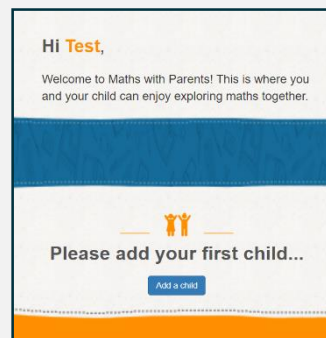 Hi Test,
Welcome to Maths with Parents! This is where you
and your child can enjoy exploring maths together.
Please add your first child...
Add a child